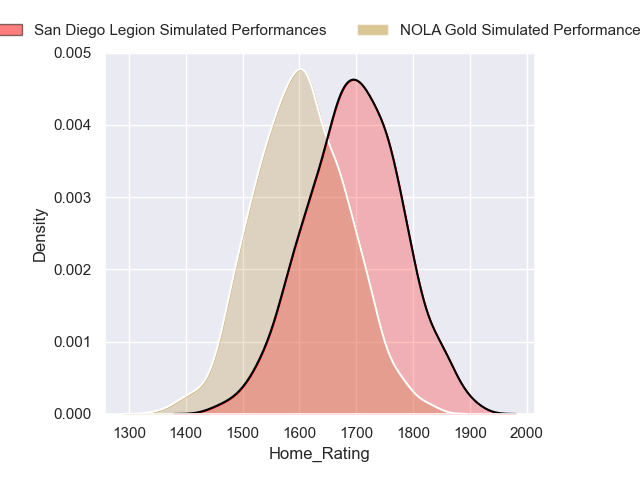 San Diego Legion Simulated Performances NOLA Gold Simulated Performance
0.005
0.004
0.003
0.002
0.001
0.000
Density
1300 1400 1500 1600 1700 1800 1900 2000
Home_Rating